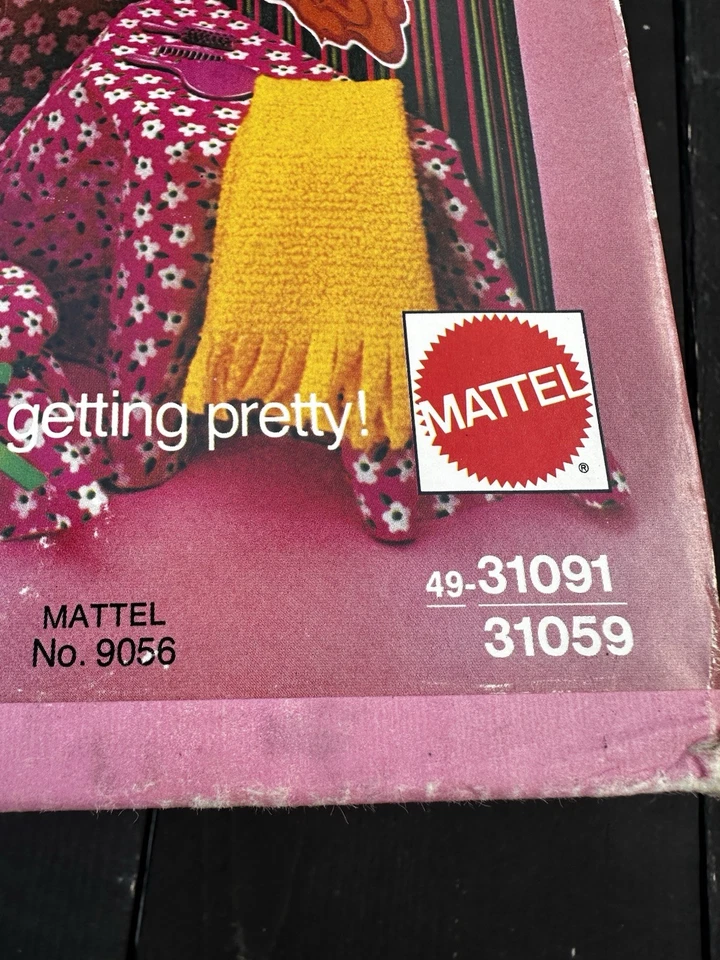 getting pretty!
MATTEL
®
49-31091
31059
MATTEL
No. 9056